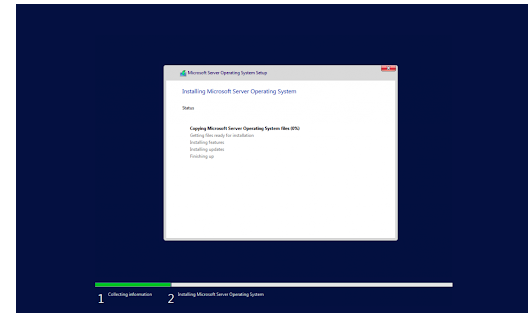 Microsoft Server Operating System Setup
Installing Microsoft Server Operating System
Status
Copying Microsoft Server Operating System files (0%)
Getting files ready for installation
Installing features
Installing updates
Finishing up
1 Collecting information
2 Installing Microsoft Server Operating System